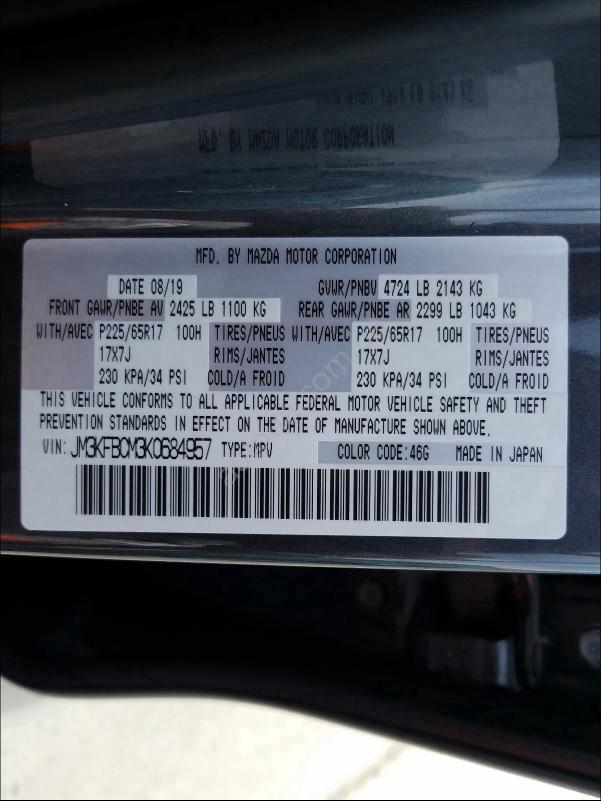 MFD. BY MAZDA MOTOR CORPORATION
MFD. BY MAZDA MOTOR CORPORATION
DATE 08/19 GVWR/PNBV 4724 LB 2143 KG
FRONT GAWR/PNBE AV 2425 LB 1100 KG REAR GAWR/PNBE AR 2299 LB 1043 KG
WITH/AVEC P225/65R17 100H TIRES/PNEUS WITH/AVEC P225/65R17 100H TIRES/PNEUS
17X7J RIMS/JANTES 17X7J RIMS/JANTES
230 KPA/34 PSI COLD/A FROID 230 KPA/34 PSI COLD/A FROID
THIS VEHICLE CONFORMS TO ALL APPLICABLE FEDERAL MOTOR VEHICLE SAFETY AND THEFT
PREVENTION STANDARDS IN EFFECT ON THE DATE OF MANUFACTURE SHOWN ABOVE.
VIN: JM3KFBCM3K0684957 TYPE:MPV COLOR CODE:46G MADE IN JAPAN